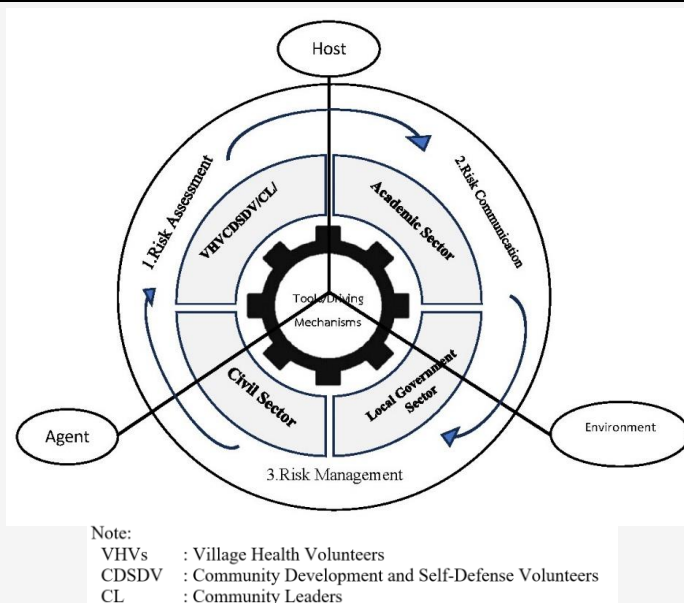 Host
1.Risk Assessment
2.Risk Communication
VHVCDSDV/CL/
Academic Sector
Tools/Driving
Mechanisms
Civil Sector
Local Government
Sector
Agent
Environment
3.Risk Management
Note:
VHVs : Village Health Volunteers
CDSDV : Community Development and Self-Defense Volunteers
CL : Community Leaders